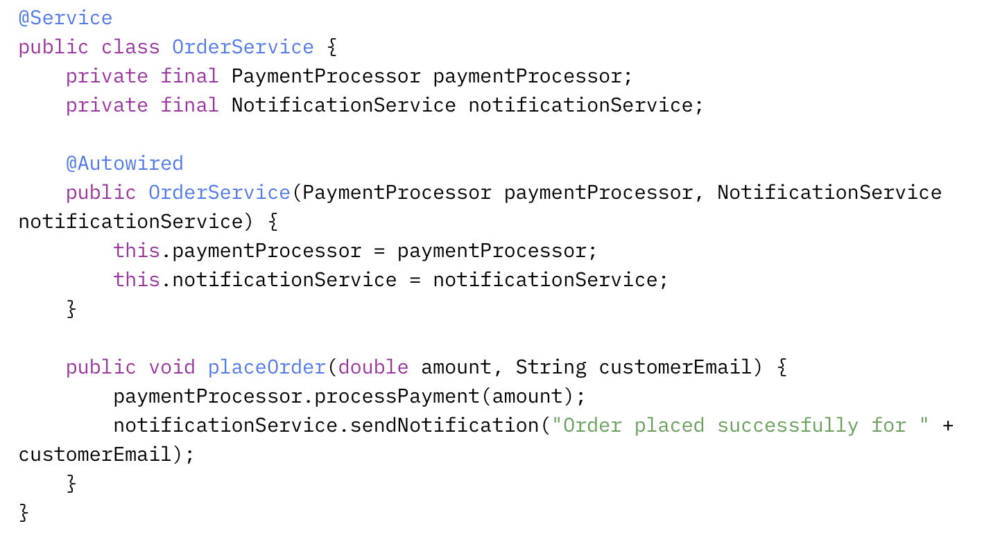 @Service
public class OrderService {
    private final PaymentProcessor paymentProcessor;
    private final NotificationService notificationService;

    @Autowired
    public OrderService(PaymentProcessor paymentProcessor, NotificationService
notificationService) {
        this.paymentProcessor = paymentProcessor;
        this.notificationService = notificationService;
    }

    public void placeOrder(double amount, String customerEmail) {
        paymentProcessor.processPayment(amount);
        notificationService.sendNotification("Order placed successfully for " +
customerEmail);
    }
}